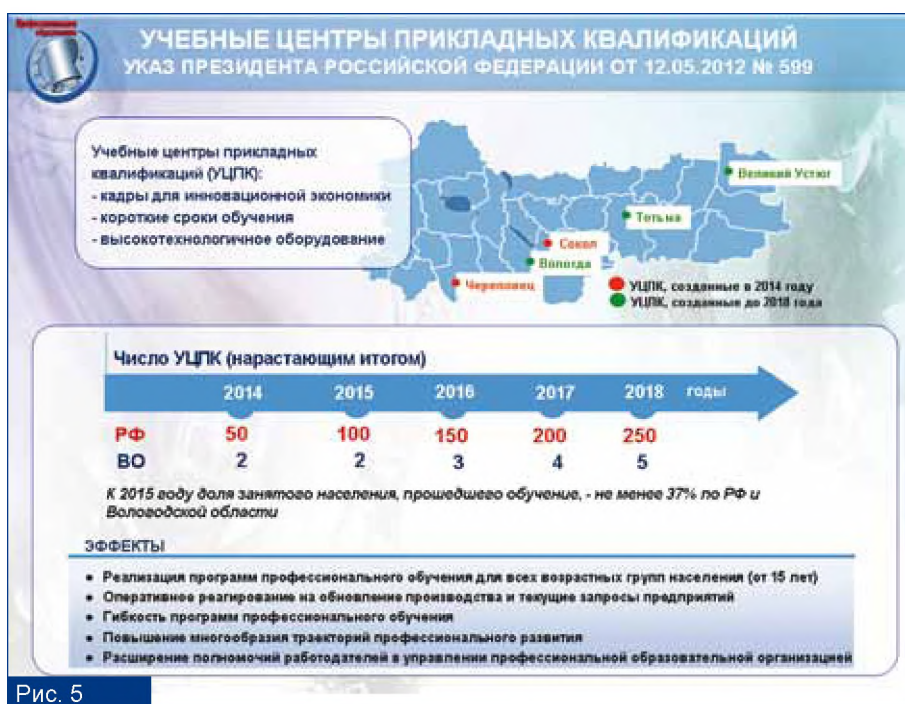 Профессиональное
образование
УЧЕБНЫЕ ЦЕНТРЫ ПРИКЛАДНЫХ КВАЛИФИКАЦИЙ
УКАЗ ПРЕЗИДЕНТА РОССИЙСКОЙ ФЕДЕРАЦИИ ОТ 12.05.2012 № 599
Учебные центры прикладных
квалификаций (УЦПК):
- кадры для инновационной экономики
- короткие сроки обучения
- высокотехнологичное оборудование
Великий Устюг
Тотьма
Сокол
Вологда
Череповец
УЦПК, созданные в 2014 году
УЦПК, созданные до 2018 года
Число УЦПК (нарастающим итогом)
2014 2015 2016 2017 2018 годы
РФ 50 100 150 200 250
ВО 2 2 3 4 5
К 2015 году доля занятого населения, прошедшего обучение, - не менее 37% по РФ и
Вологодской области
ЭФФЕКТЫ
• Реализация программ профессионального обучения для всех возрастных групп населения (от 15 лет)
• Оперативное реагирование на обновление производства и текущие запросы предприятий
• Гибкость программ профессионального обучения
• Повышение многообразия траекторий профессионального развития
• Расширение полномочий работодателей в управлении профессиональной образовательной организацией
Рис. 5